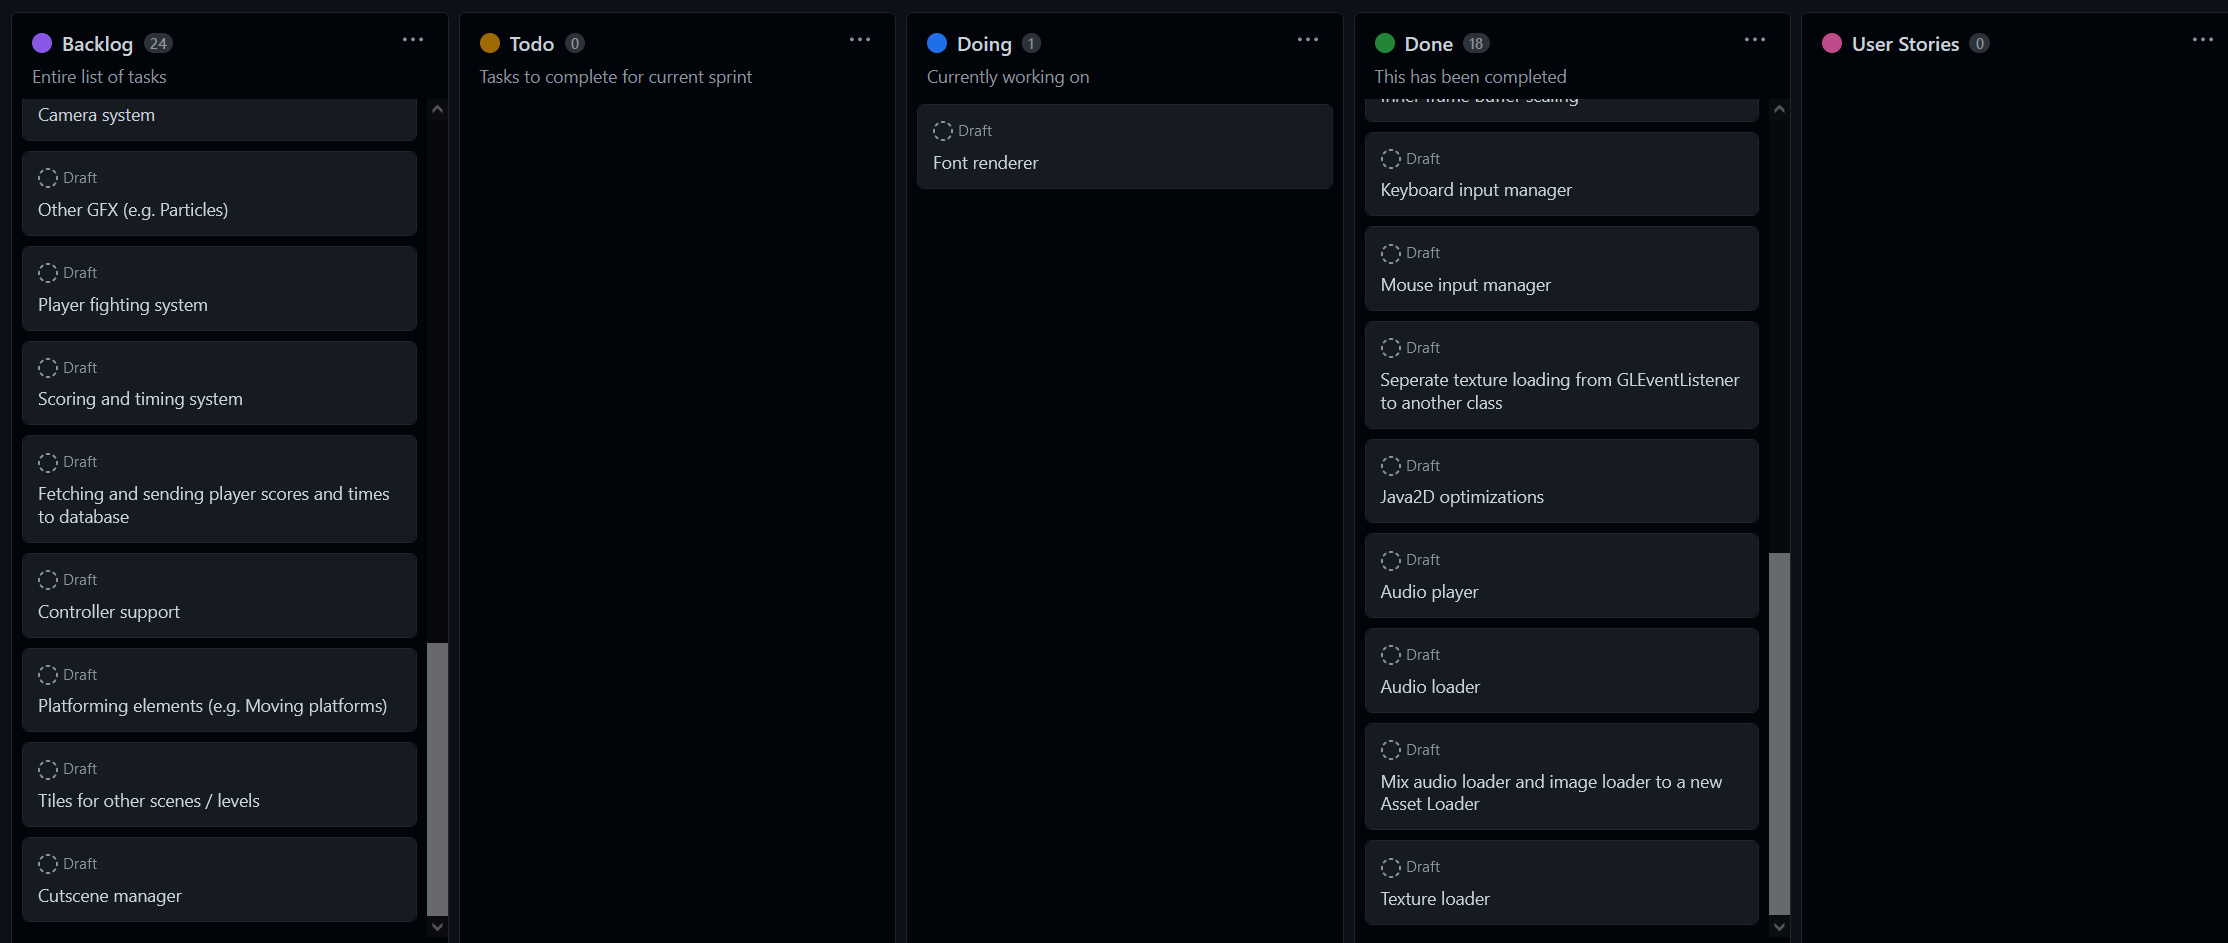 Backlog 24
Entire list of tasks
Camera system
Draft
Other GFX (e.g. Particles)
Draft
Player fighting system
Draft
Scoring and timing system
Draft
Fetching and sending player scores and times
to database
Draft
Controller support
Draft
Platforming elements (e.g. Moving platforms)
Draft
Tiles for other scenes / levels
Draft
Cutscene manager
Todo 0
Tasks to complete for current sprint
Doing 1
Currently working on
Draft
Font renderer
Done 18
This has been completed
Inner frame buffer scaling
Draft
Keyboard input manager
Draft
Mouse input manager
Draft
Seperate texture loading from GLEventListener
to another class
Draft
Java2D optimizations
Draft
Audio player
Draft
Audio loader
Draft
Mix audio loader and image loader to a new
Asset Loader
Draft
Texture loader
User Stories 0